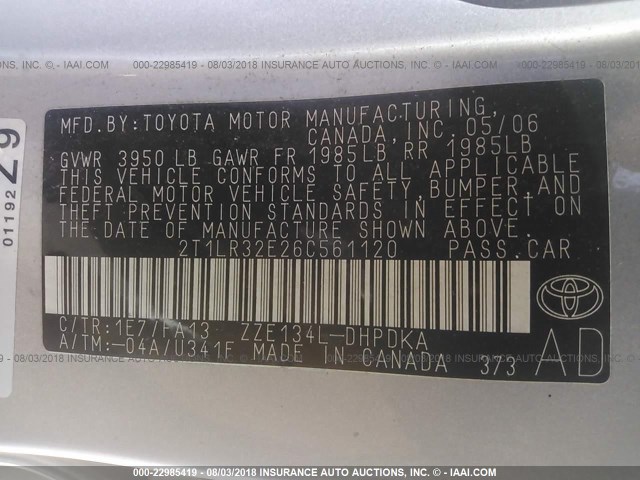 000-22985419 - 08/03/2018 - INSURANCE AUTO AUCTIONS, INC. - IAAI.COM
MFD.BY:TOYOTA MOTOR MANUFACTURING,
CANADA, INC. 05/06
GVWR 3950 LB GAWR FR 1985LB RR 1985LB
THIS VEHICLE CONFORMS TO ALL APPLICABLE
FEDERAL MOTOR VEHICLE SAFETY,BUMPER,AND
THEFT PREVENTION STANDARDS IN EFFECT ON
THE DATE OF MANUFACTURE SHOWN ABOVE.
2T1LR32E26C561120 PASS.CAR
C/TR:1E7/FA13 ZZE134L-DHPDKA
A/TM:-04A/U341F MADE IN CANADA 373
AD
TOYOTA
011922
29
000-22985419 - 08/03/2018 - INSURANCE AUTO AUCTIONS, INC. - IAAI.COM